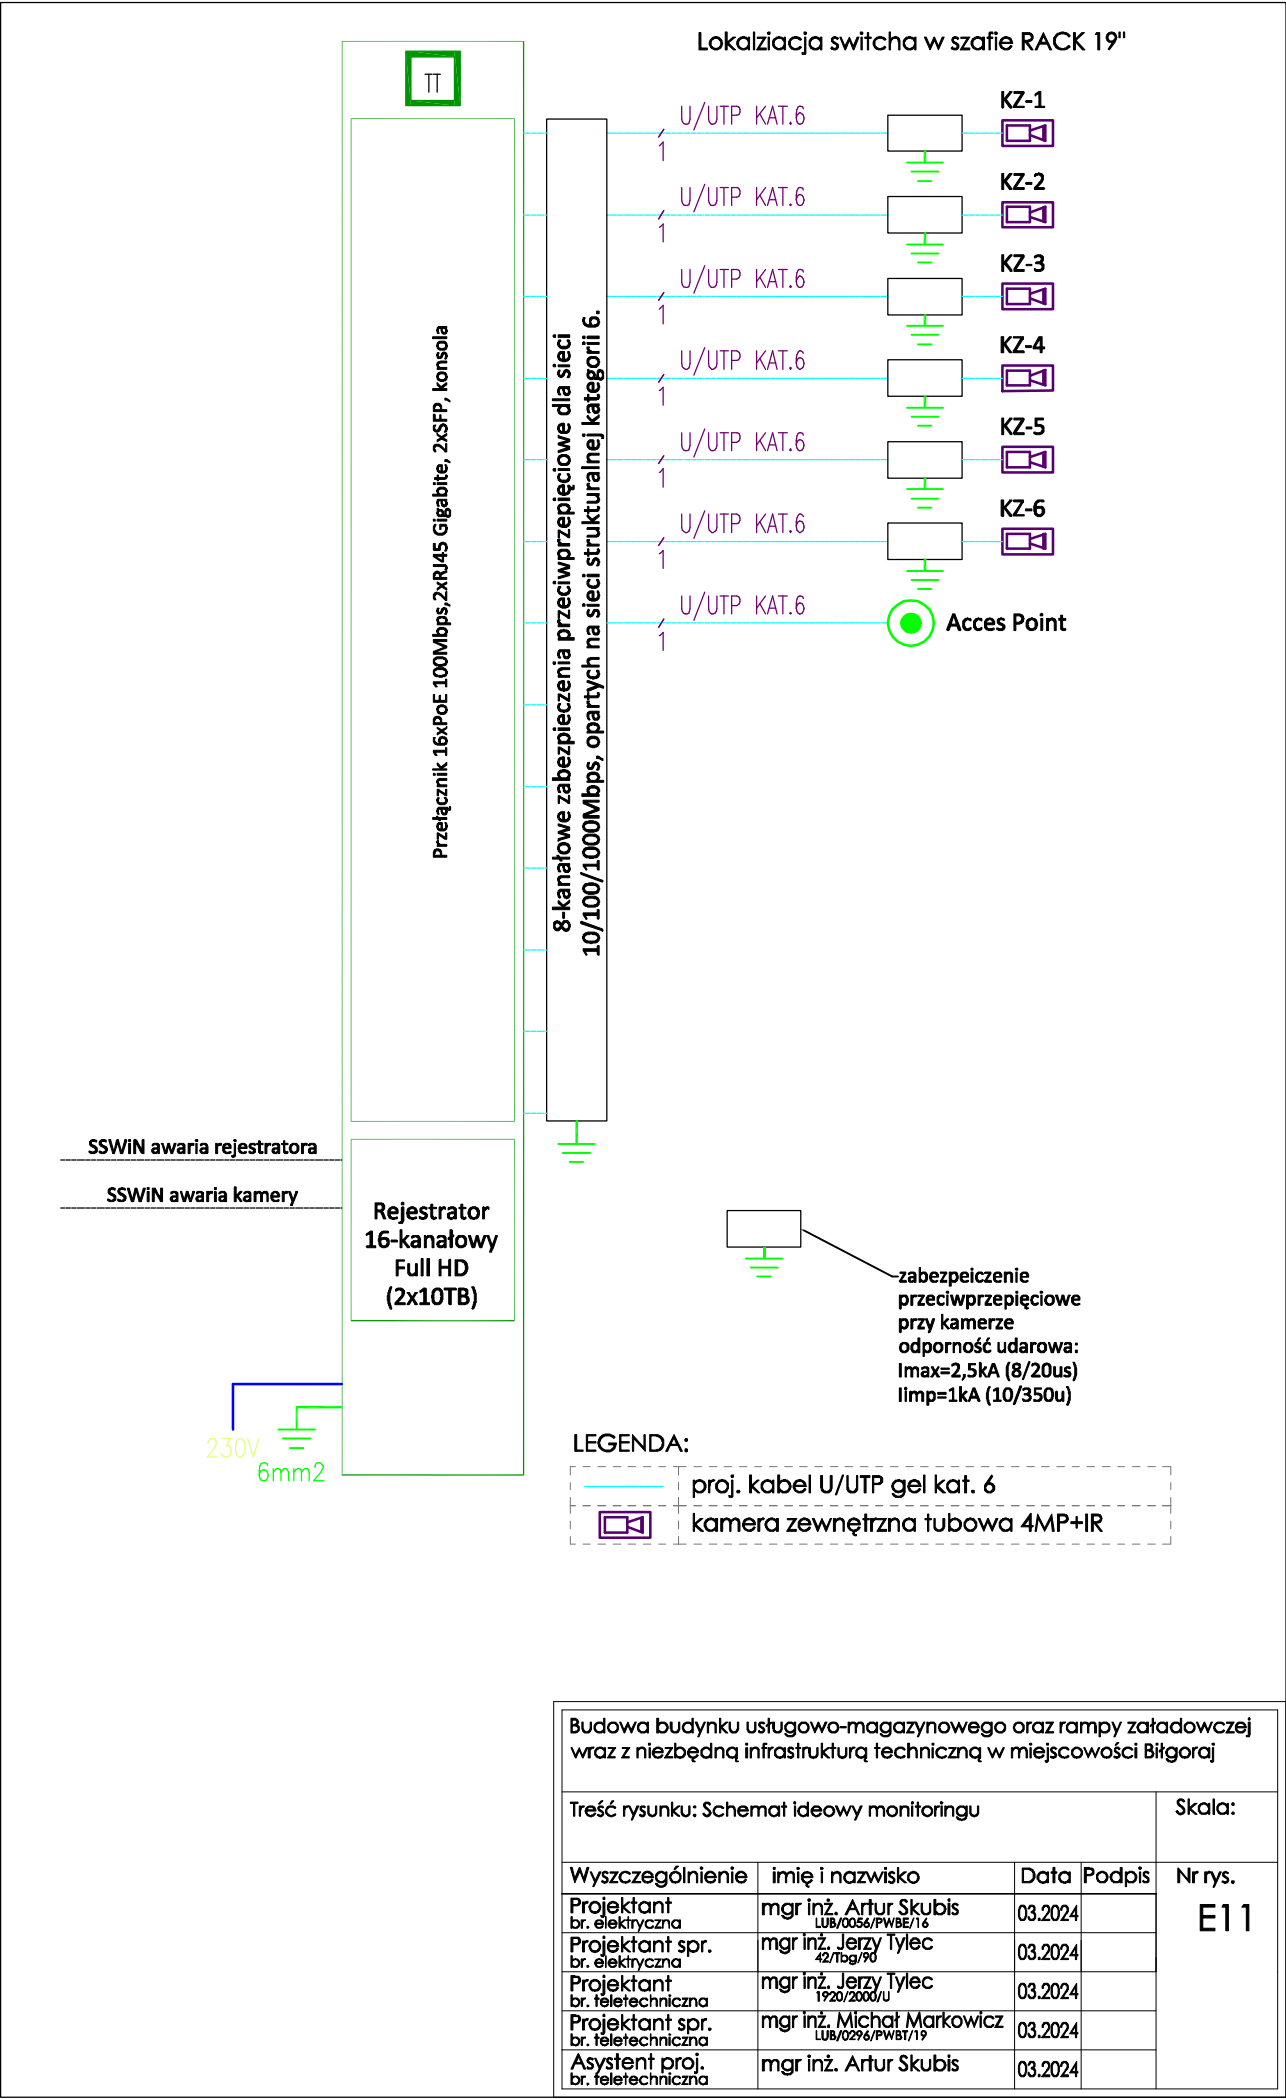 Lokalziacja switcha w szafie RACK 19"
TT
U/UTP KAT.6
1
KZ-1
U/UTP KAT.6
1
KZ-2
U/UTP KAT.6
1
KZ-3
U/UTP KAT.6
1
KZ-4
U/UTP KAT.6
1
KZ-5
U/UTP KAT.6
1
KZ-6
U/UTP KAT.6
1
Acces Point
Przełącznik 16xPoE 100Mbps,2xRJ45 Gigabite, 2xSFP, konsola
8-kanałowe zabezpieczenia przeciwprzepięciowe dla sieci
10/100/1000Mbps, opartych na sieci strukturalnej kategorii 6.
SSWiN awaria rejestratora
SSWiN awaria kamery
Rejestrator
16-kanałowy
Full HD
(2x10TB)
zabezpeiczenie
przeciwprzepięciowe
przy kamerze
odporność udarowa:
Imax=2,5kA (8/20us)
Iimp=1kA (10/350u)
230V
6mm2
LEGENDA:
proj. kabel U/UTP gel kat. 6
kamera zewnętrzna tubowa 4MP+IR
Budowa budynku usługowo-magazynowego oraz rampy załadowczej
wraz z niezbędną infrastrukturą techniczną w miejscowości Biłgoraj
Treść rysunku: Schemat ideowy monitoringu
Skala:
Wyszczególnienie imię i nazwisko Data Podpis Nr rys.
E11
Projektant mgr inż. Artur Skubis 03.2024
br. elektryczna LUB/0056/PWBE/16
Projektant spr. mgr inż. Jerzy Tylec 03.2024
br. elektryczna 42/Tbg/90
Projektant mgr inż. Jerzy Tylec 03.2024
br. teletechniczna 1920/2000/U
Projektant spr. mgr inż. Michał Markowicz 03.2024
br. teletechniczna LUB/0296/PWBT/19
Asystent proj. mgr inż. Artur Skubis 03.2024
br. teletechniczna